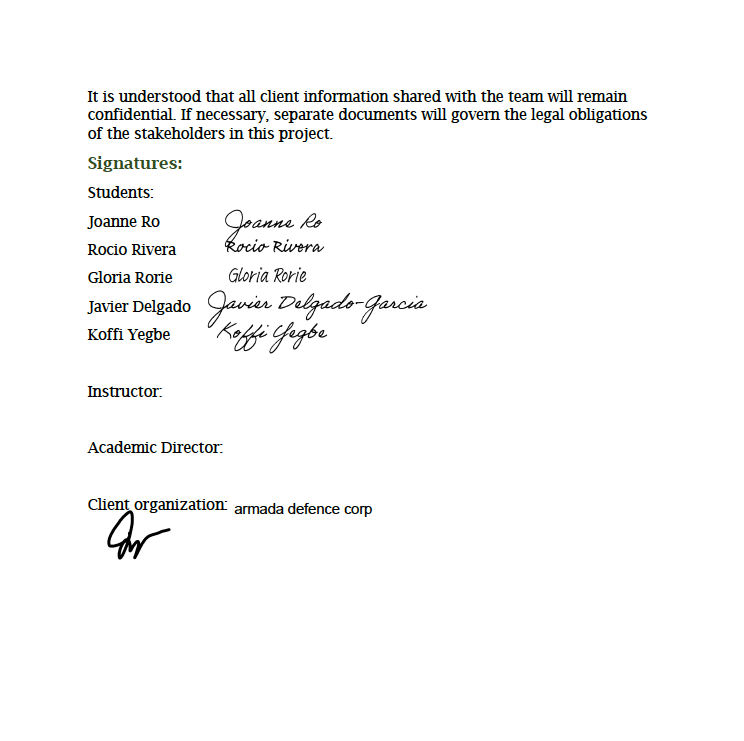 It is understood that all client information shared with the team will remain
confidential. If necessary, separate documents will govern the legal obligations
of the stakeholders in this project.
Signatures:
Students:
Joanne Ro Joanne Ro
Rocio Rivera Rocio Rivera
Gloria Rorie Gloria Rorie
Javier Delgado Javier Delgado-Garcia
Koffi Yegbe Koffi Yegbe
Instructor:
Academic Director:
Client organization: armada defence corp